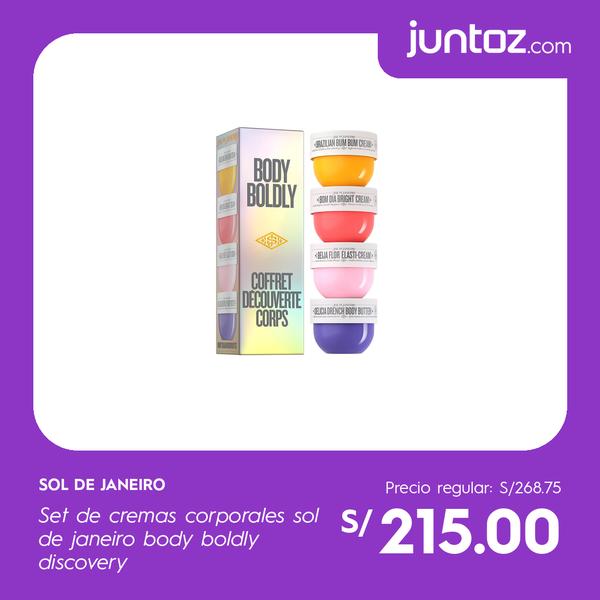 juntoz.com
BODY
BOLDLY
COFFRET
DÉCOUVERTE
CORPS
BRAZILIAN BUM BUM CREAM
BOM DIA BRIGHT CREAM
BEIJA FLOR ELASTI-CREAM
DELÍCIA DRENCH BODY BUTTER
SOL DE JANEIRO
Set de cremas corporales sol
de janeiro body boldly
discovery
Precio regular: S/268.75
S/215.00